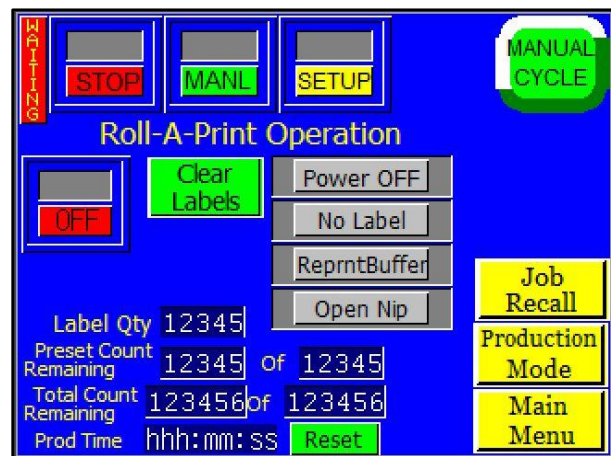 WAITING
STOP
MANL
SETUP
MANUAL
CYCLE
Roll-A-Print Operation
OFF
Clear
Labels
Power OFF
No Label
ReprntBuffer
Open Nip
Job
Recall
Label Qty 12345
Preset Count
Remaining 12345 Of 12345
Production
Mode
Total Count
Remaining 123456Of 123456
Main
Menu
Prod Time hhh:mm:ss Reset